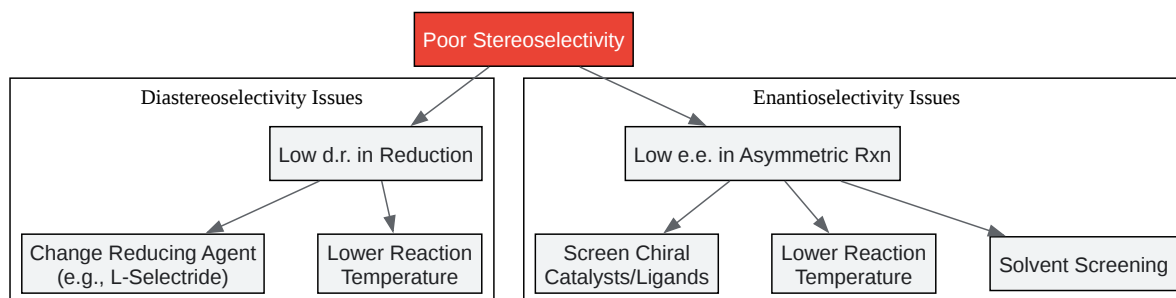 Poor Stereoselectivity
Diastereoselectivity Issues
Enantioselectivity Issues
Low d.r. in Reduction
Low e.e. in Asymmetric Rxn
Change Reducing Agent
(e.g., L-Selectride)
Lower Reaction
Temperature
Screen Chiral
Catalysts/Ligands
Lower Reaction
Temperature
Solvent Screening